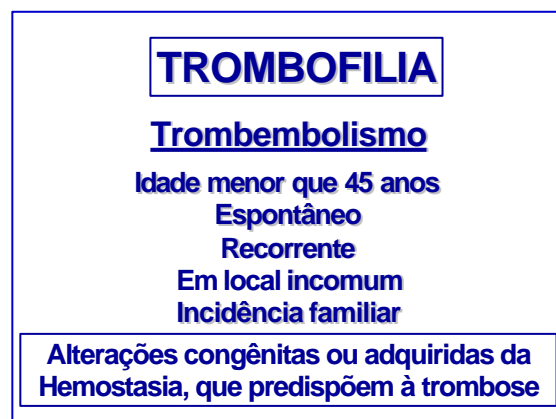 TROMBOFILIA
Trombembolismo
Idade menor que 45 anos
Espontâneo
Recorrente
Em local incomum
Incidência familiar
Alterações congênitas ou adquiridas da
Hemostasia, que predispõem à trombose